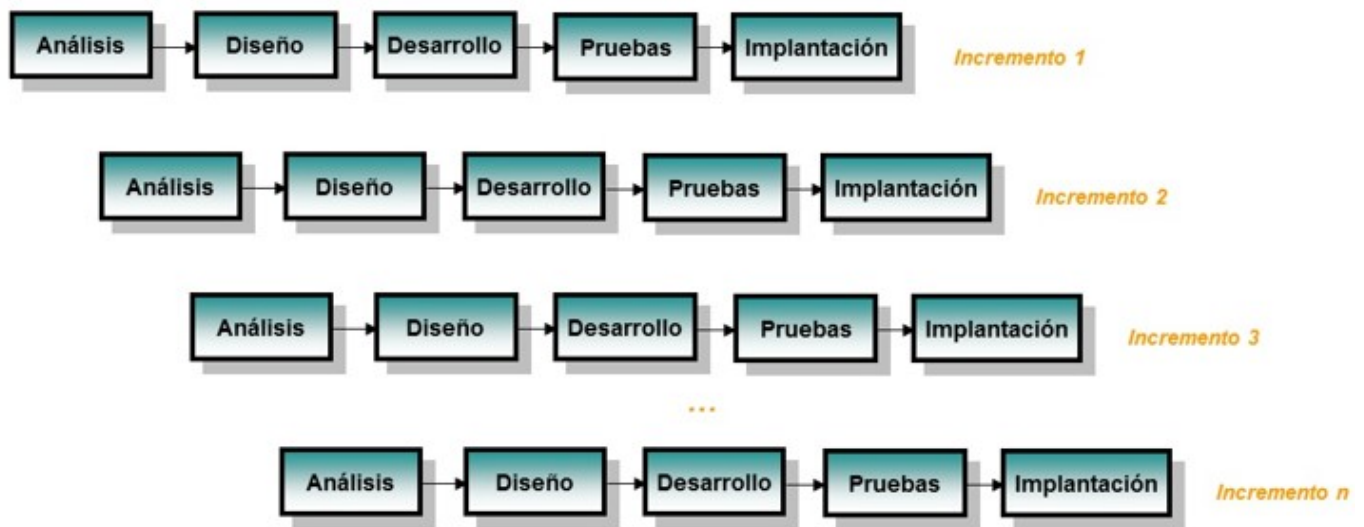 Análisis Diseño Desarrollo Pruebas Implantación Incremento 1
Análisis Diseño Desarrollo Pruebas Implantación Incremento 2
Análisis Diseño Desarrollo Pruebas Implantación Incremento 3
...
Análisis Diseño Desarrollo Pruebas Implantación Incremento n